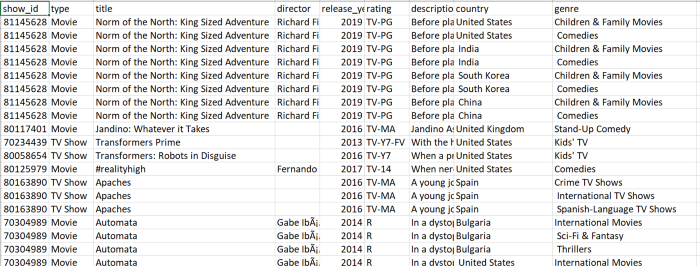 show_id type title director release_ye rating descriptio country genre
81145628 Movie Norm of the North: King Sized Adventure Richard Fi 2019 TV-PG Before pla United States Children & Family Movies
81145628 Movie Norm of the North: King Sized Adventure Richard Fi 2019 TV-PG Before pla United States Comedies
81145628 Movie Norm of the North: King Sized Adventure Richard Fi 2019 TV-PG Before pla India Children & Family Movies
81145628 Movie Norm of the North: King Sized Adventure Richard Fi 2019 TV-PG Before pla India Comedies
81145628 Movie Norm of the North: King Sized Adventure Richard Fi 2019 TV-PG Before pla South Korea Children & Family Movies
81145628 Movie Norm of the North: King Sized Adventure Richard Fi 2019 TV-PG Before pla South Korea Comedies
81145628 Movie Norm of the North: King Sized Adventure Richard Fi 2019 TV-PG Before pla China Children & Family Movies
81145628 Movie Norm of the North: King Sized Adventure Richard Fi 2019 TV-PG Before pla China Comedies
80117401 Movie Jandino: Whatever it Takes 2016 TV-MA Jandino A: United Kingdom Stand-Up Comedy
70234439 TV Show Transformers Prime 2013 TV-Y7-FV With the h United States Kids' TV
80058654 TV Show Transformers: Robots in Disguise 2016 TV-Y7 When a p United States Kids' TV
80125979 Movie #realityhigh Fernando 2017 TV-14 When ner United States Comedies
80163890 TV Show Apaches 2016 TV-MA A young jc Spain Crime TV Shows
80163890 TV Show Apaches 2016 TV-MA A young jc Spain International TV Shows
80163890 TV Show Apaches 2016 TV-MA A young jc Spain Spanish-Language TV Shows
70304989 Movie Automata Gabe IbÃ¡. 2014 R In a dystop Bulgaria International Movies
70304989 Movie Automata Gabe IbÃ¡. 2014 R In a dystop Bulgaria Sci-Fi & Fantasy
70304989 Movie Automata Gabe IbÃ¡. 2014 R In a dystop Bulgaria Thrillers
70304989 Movie Automata Gabe IbÃ¡. 2014 R In a dystop United States International Movies